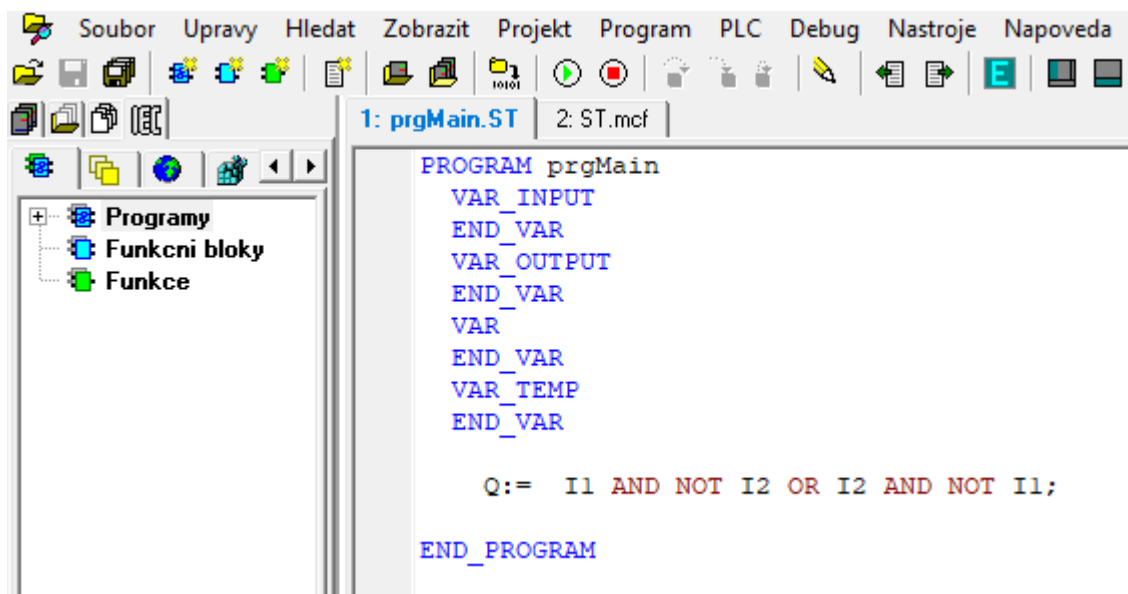 Soubor Upravy Hledat Zobrazit Projekt Program PLC Debug Nastroje Napoveda
1: prgMain.ST 2: ST.mcf
Programy
Funkcni bloky
Funkce
PROGRAM prgMain
VAR_INPUT
END_VAR
VAR_OUTPUT
END_VAR
VAR
END_VAR
VAR_TEMP
END_VAR
Q:= I1 AND NOT I2 OR I2 AND NOT I1;
END_PROGRAM